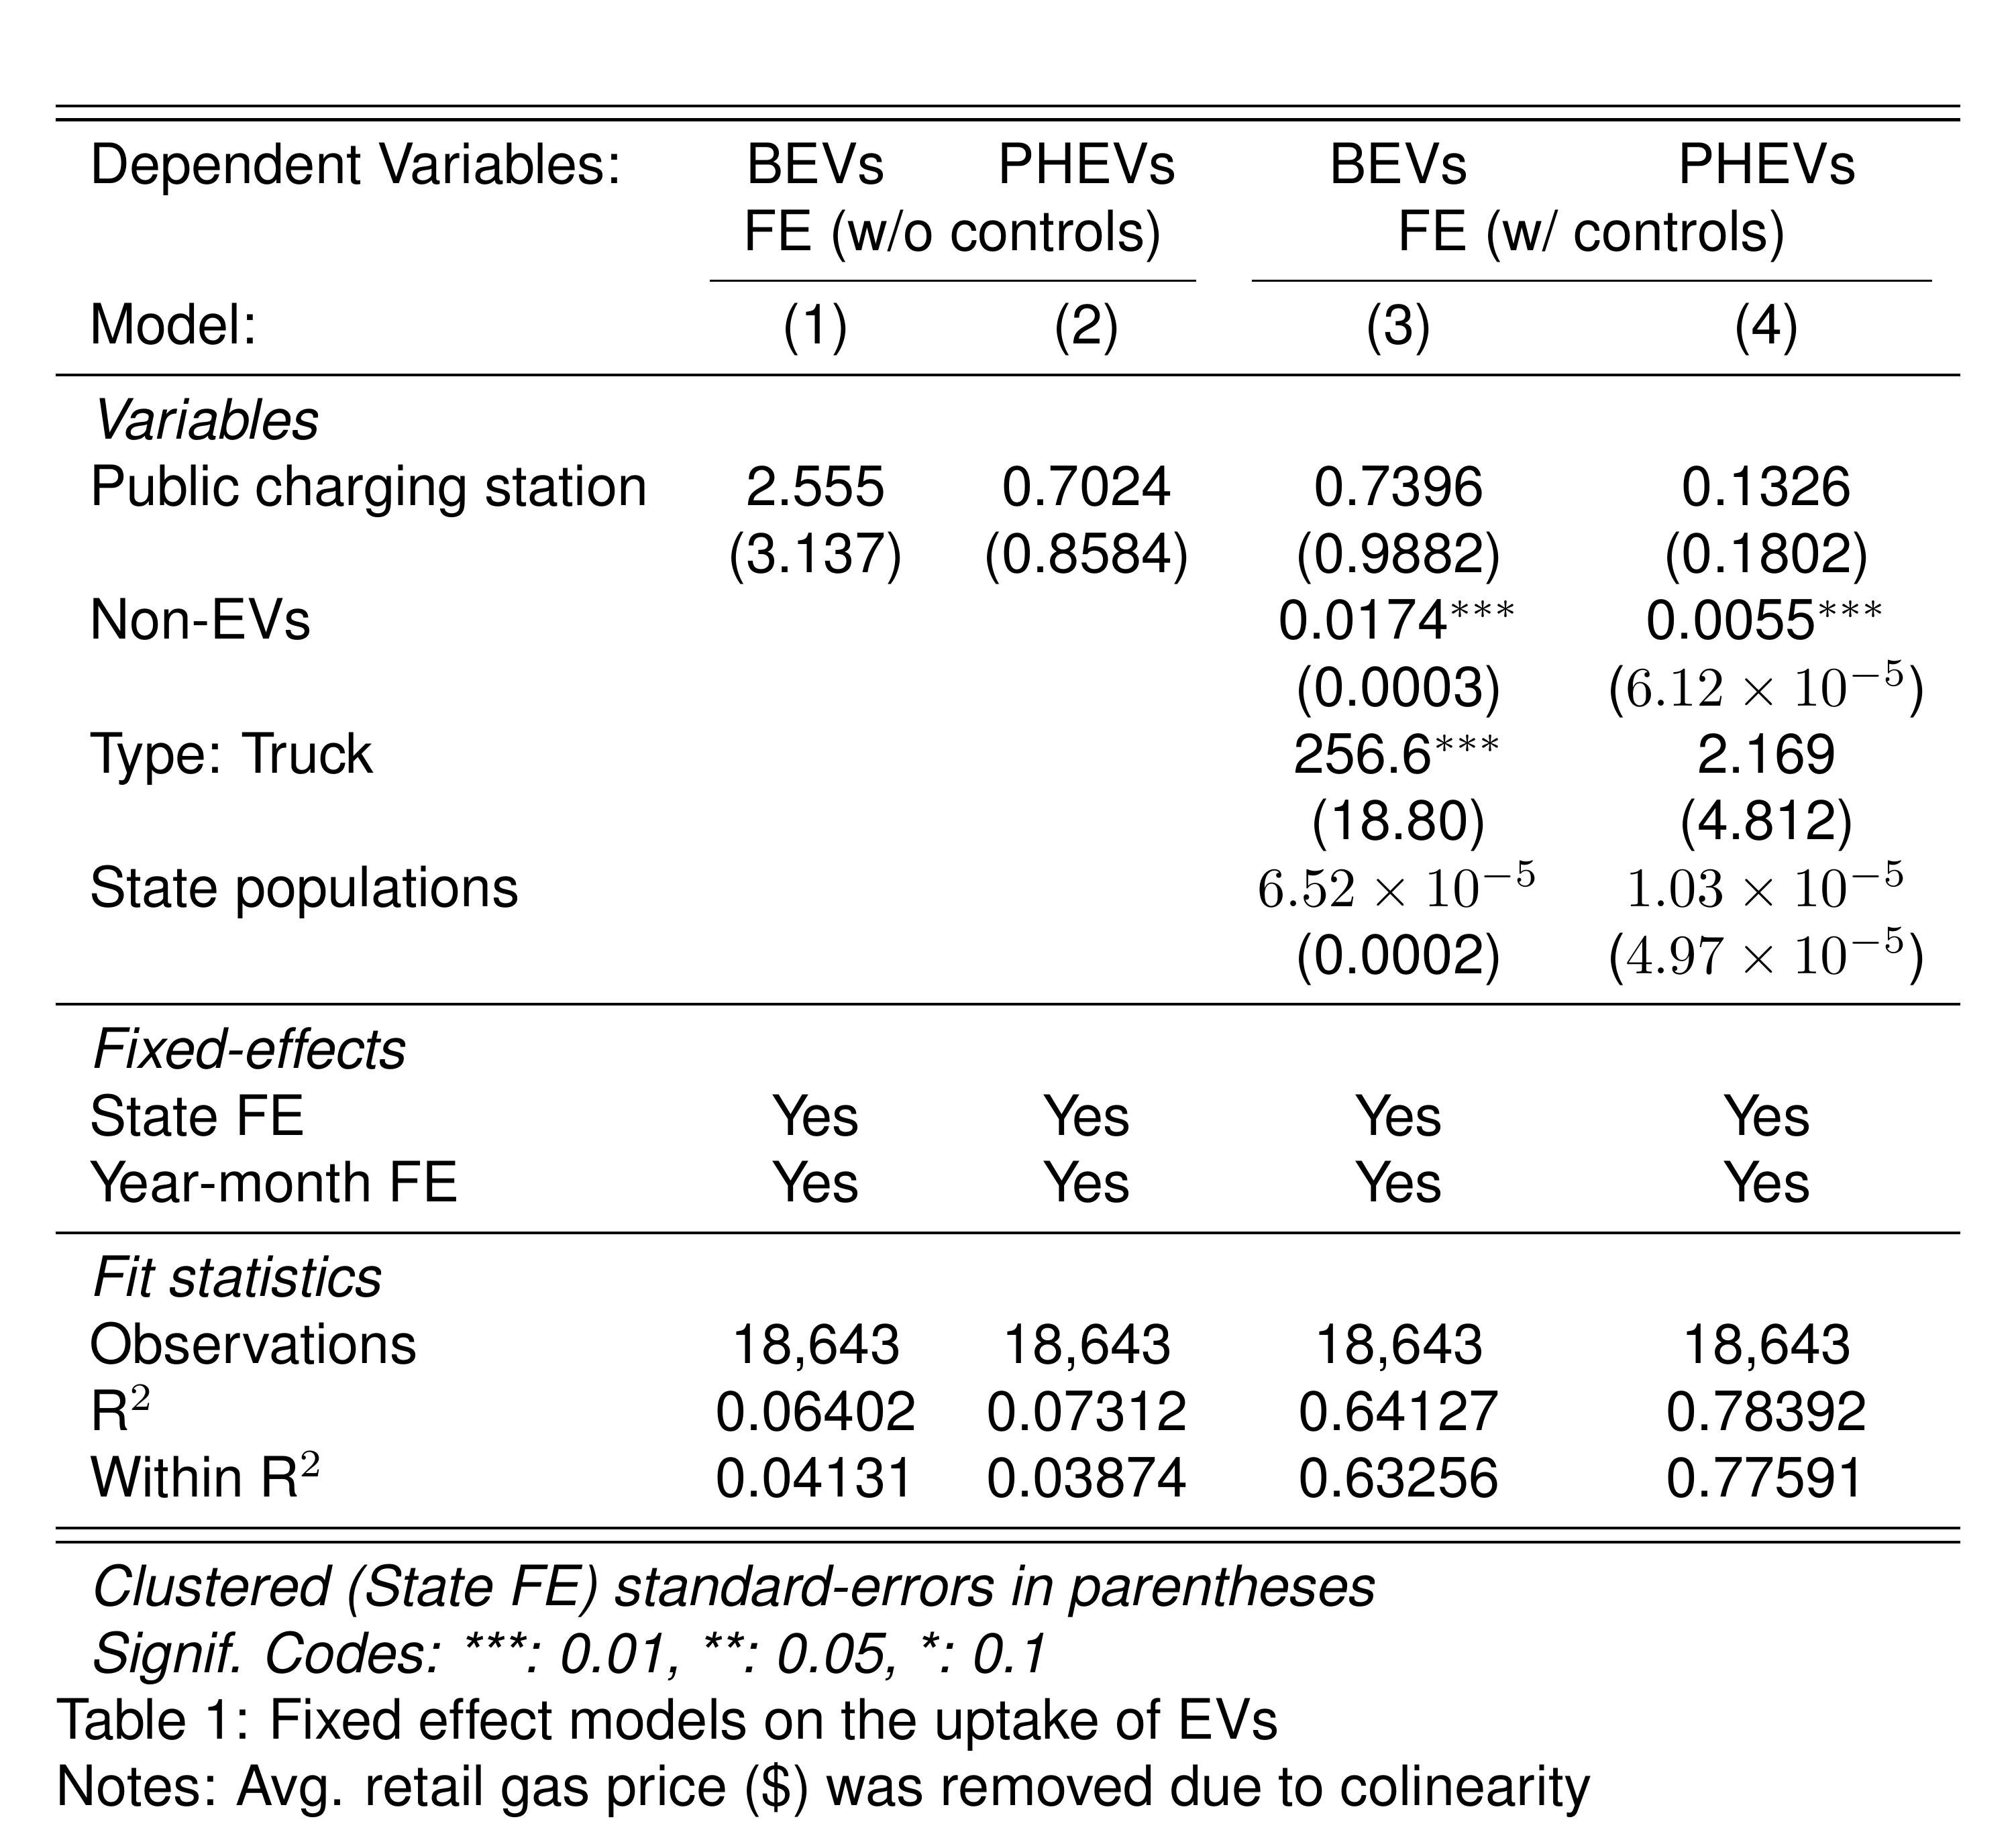 Dependent Variables: BEVs PHEVs BEVs PHEVs
FE (w/o controls) FE (w/ controls)
Model: (1) (2) (3) (4)
Variables
Public charging station 2.555 0.7024 0.7396 0.1326
(3.137) (0.8584) (0.9882) (0.1802)
Non-EVs 0.0174*** 0.0055***
(0.0003) (6.12 × 10⁻⁵)
Type: Truck 256.6*** 2.169
(18.80) (4.812)
State populations 6.52 × 10⁻⁵ 1.03 × 10⁻⁵
(0.0002) (4.97 × 10⁻⁵)
Fixed-effects
State FE Yes Yes Yes Yes
Year-month FE Yes Yes Yes Yes
Fit statistics
Observations 18,643 18,643 18,643 18,643
R² 0.06402 0.07312 0.64127 0.78392
Within R² 0.04131 0.03874 0.63256 0.77591
Clustered (State FE) standard-errors in parentheses
Signif. Codes: ***: 0.01, **: 0.05, *: 0.1
Table 1: Fixed effect models on the uptake of EVs
Notes: Avg. retail gas price ($) was removed due to colinearity